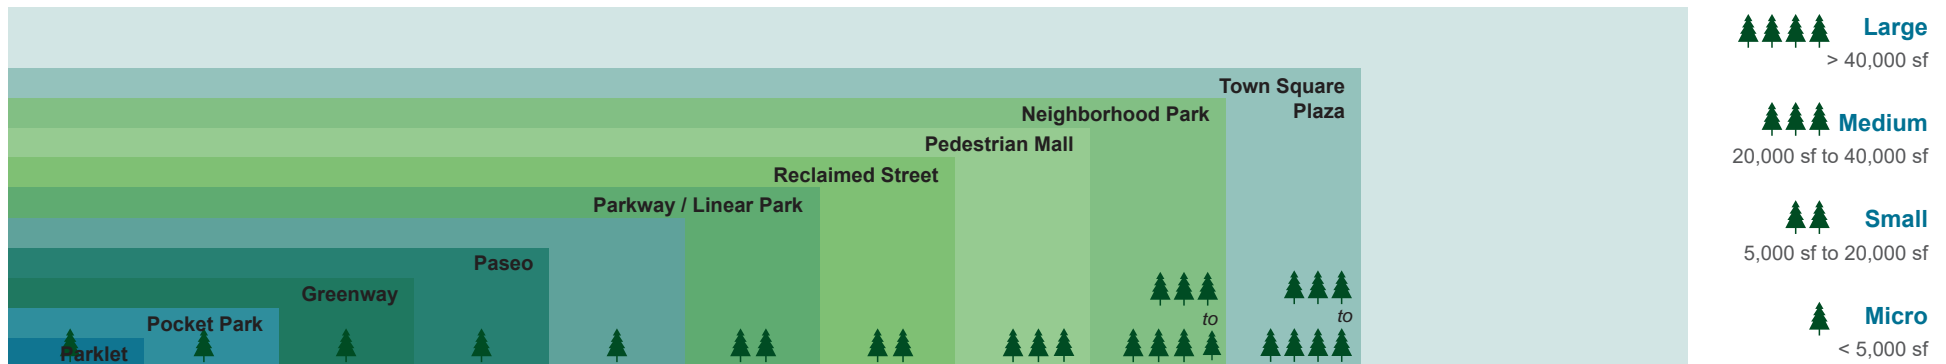 Town Square
Plaza
Neighborhood Park
Pedestrian Mall
Reclaimed Street
Parkway / Linear Park
Paseo
Greenway
Pocket Park
Parklet
to
to
Large
> 40,000 sf
Medium
20,000 sf to 40,000 sf
Small
5,000 sf to 20,000 sf
Micro
< 5,000 sf